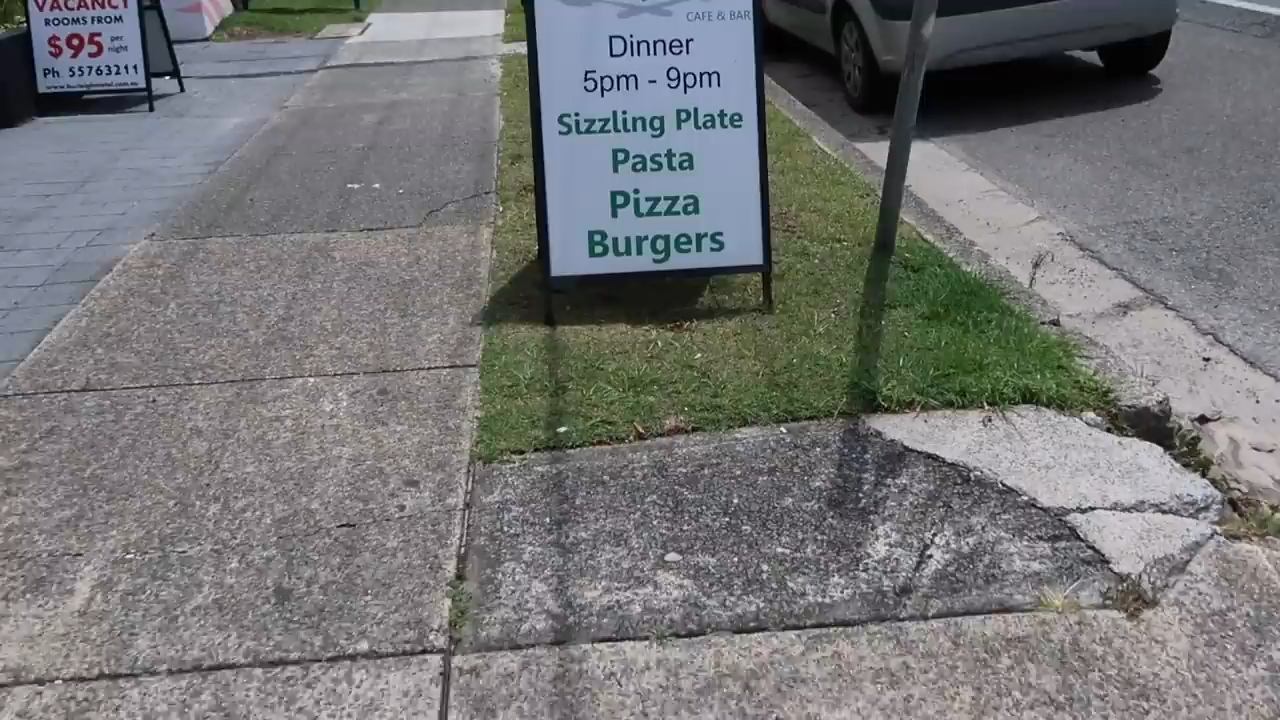 VACANCY
ROOMS FROM
$95 per night
Ph 55763211
CAFE & BAR
Dinner
5pm - 9pm
Sizzling Plate
Pasta
Pizza
Burgers